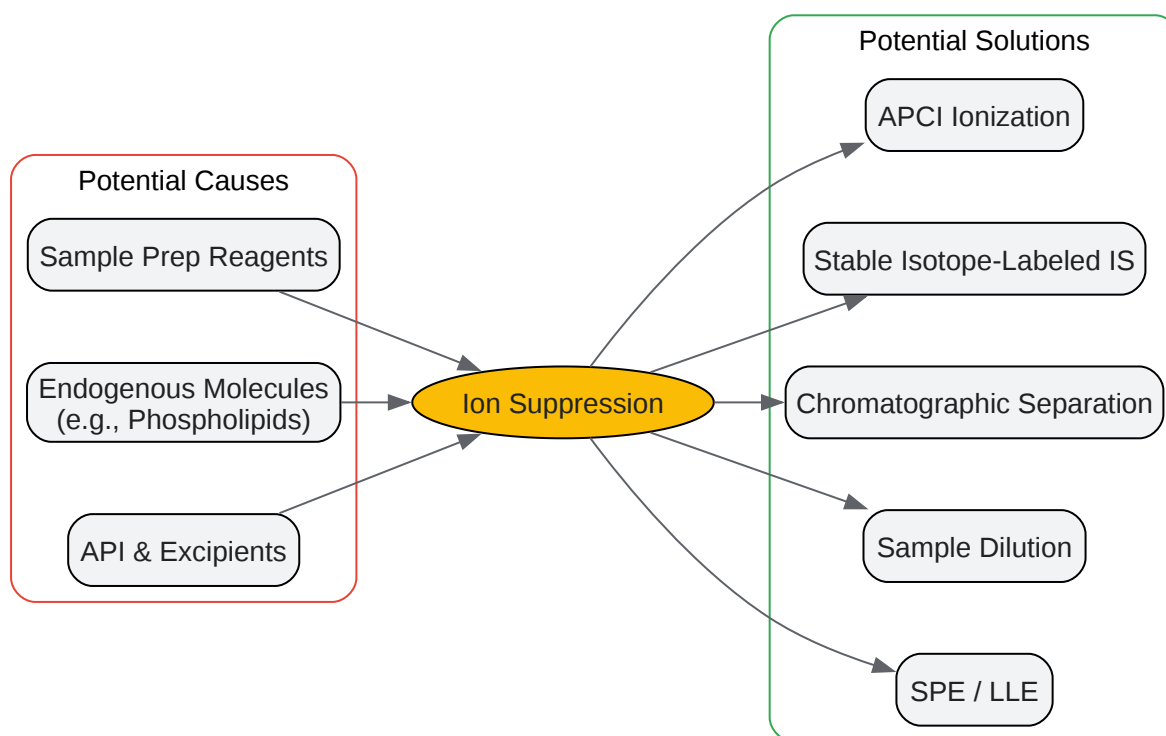 Potential Causes
Sample Prep Reagents
Endogenous Molecules
(e.g., Phospholipids)
API & Excipients
Ion Suppression
Potential Solutions
APCI Ionization
Stable Isotope-Labeled IS
Chromatographic Separation
Sample Dilution
SPE / LLE